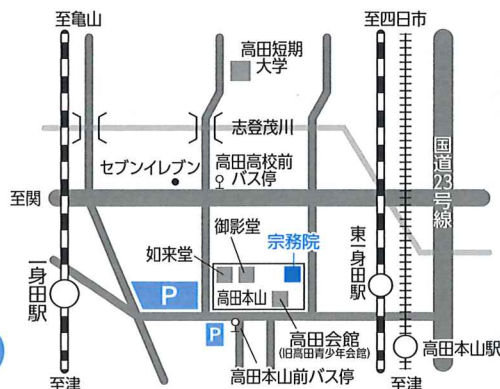 至亀山
至四日市
高田短期
大学
志登茂川
セブンイレブン
高田高校前
バス停
国道23号線
至関
御影堂
如来堂
宗務院
東一身田駅
一身田駅
P
高田本山
P
高田会館
(旧高田青少年会館)
高田本山駅
高田本山前バス停
至津
至津